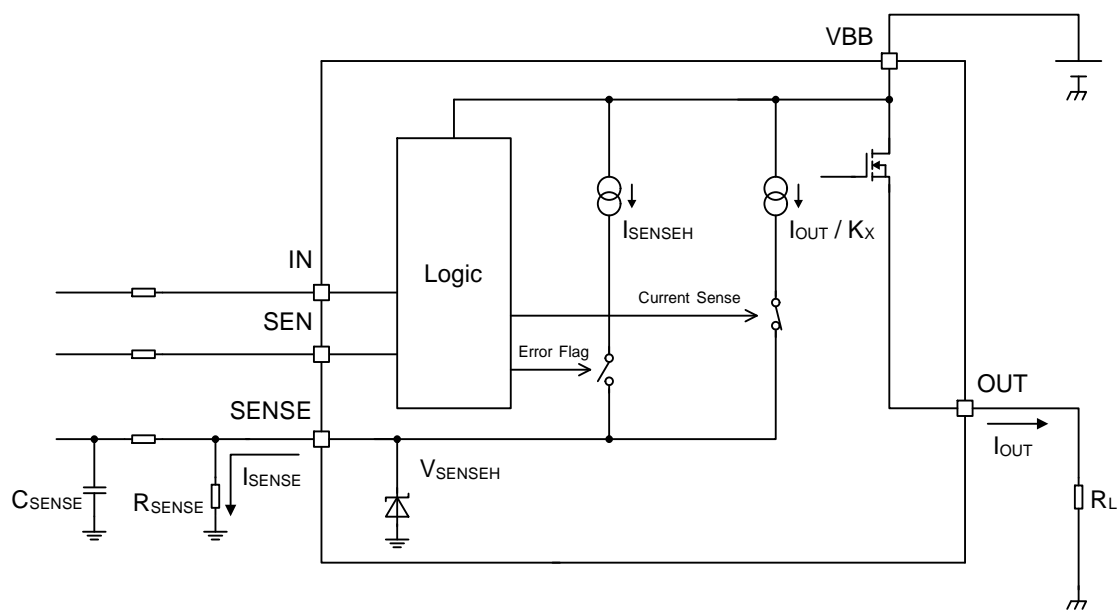 VBB
ISENSEH
IOUT / KX
IN
Logic
Current Sense
SEN
Error Flag
OUT
SENSE
IOUT
VSENSEH
ISENSE
CSENSE
RSENSE
RL